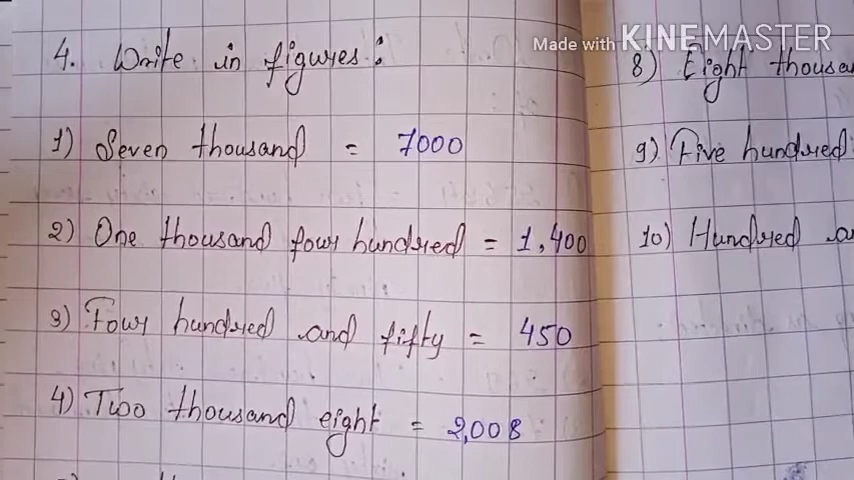 Made with KINEMASTER
4. Write in figures:
1) Seven thousand = 7000
2) One thousand four hundred = 1,400
3) Four hundred and fifty = 450
4) Two thousand eight = 2,008
8) Eight
9) Five hundred
10) Hundred